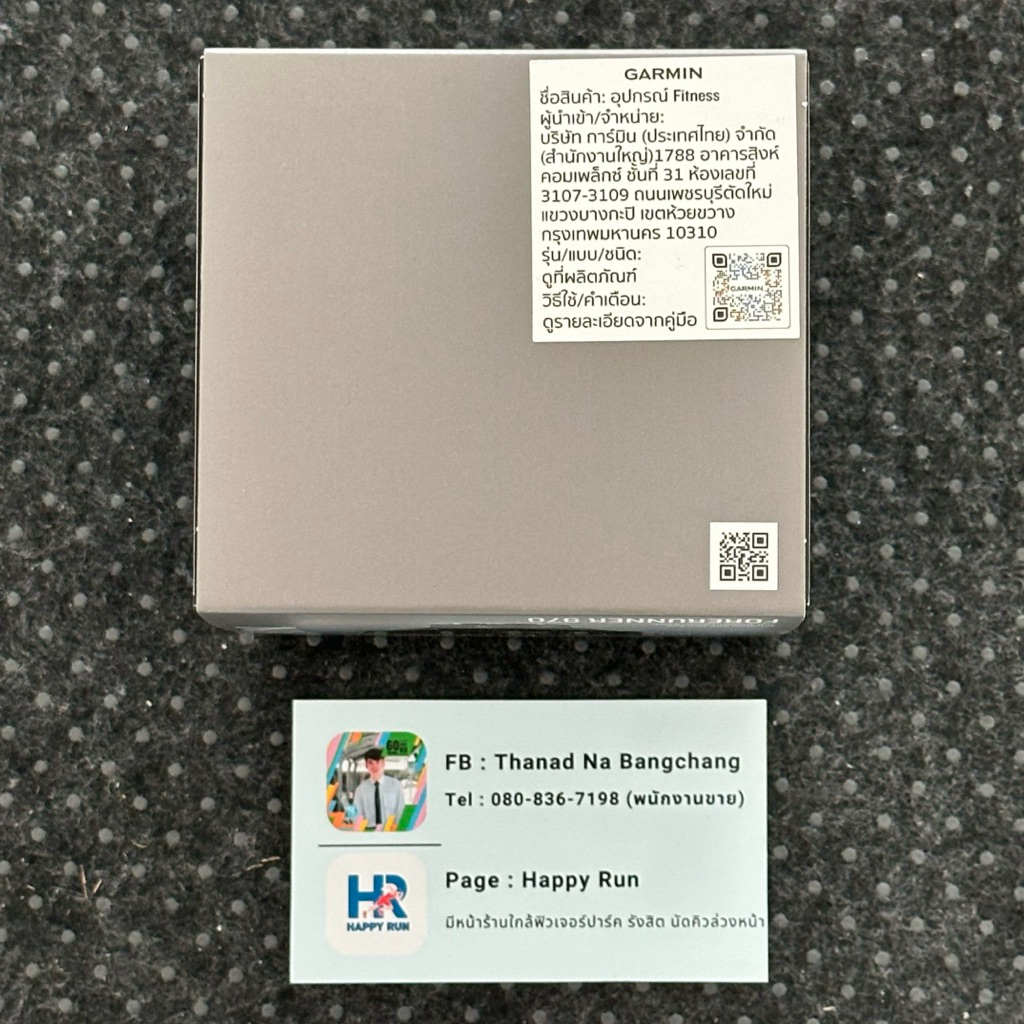 GARMIN
ชื่อสินค้า: อุปกรณ์ Fitness
ผู้นำเข้า/จำหน่าย:
บริษัท การ์มิน (ประเทศไทย) จำกัด
(สำนักงานใหญ่)1788 อาคารสิงห์
คอมเพล็กซ์ ชั้นที่ 31 ห้องเลขที่
3107-3109 ถนนเพชรบุรีตัดใหม่
แขวงบางกะปิ เขตห้วยขวาง
กรุงเทพมหานคร 10310
รุ่น/แบบ/ชนิด:
ดูที่ผลิตภัณฑ์
วิธีใช้/คำเตือน:
ดูรายละเอียดจากคู่มือ
GARMIN
FORERUNNER 970
FB : Thanad Na Bangchang
Tel : 080-836-7198 (พนักงานขาย)
Page : Happy Run
HR
HAPPY RUN
มีหน้าร้านใกล้ฟิวเจอร์ปาร์ค รังสิต นัดคิวล่วงหน้า